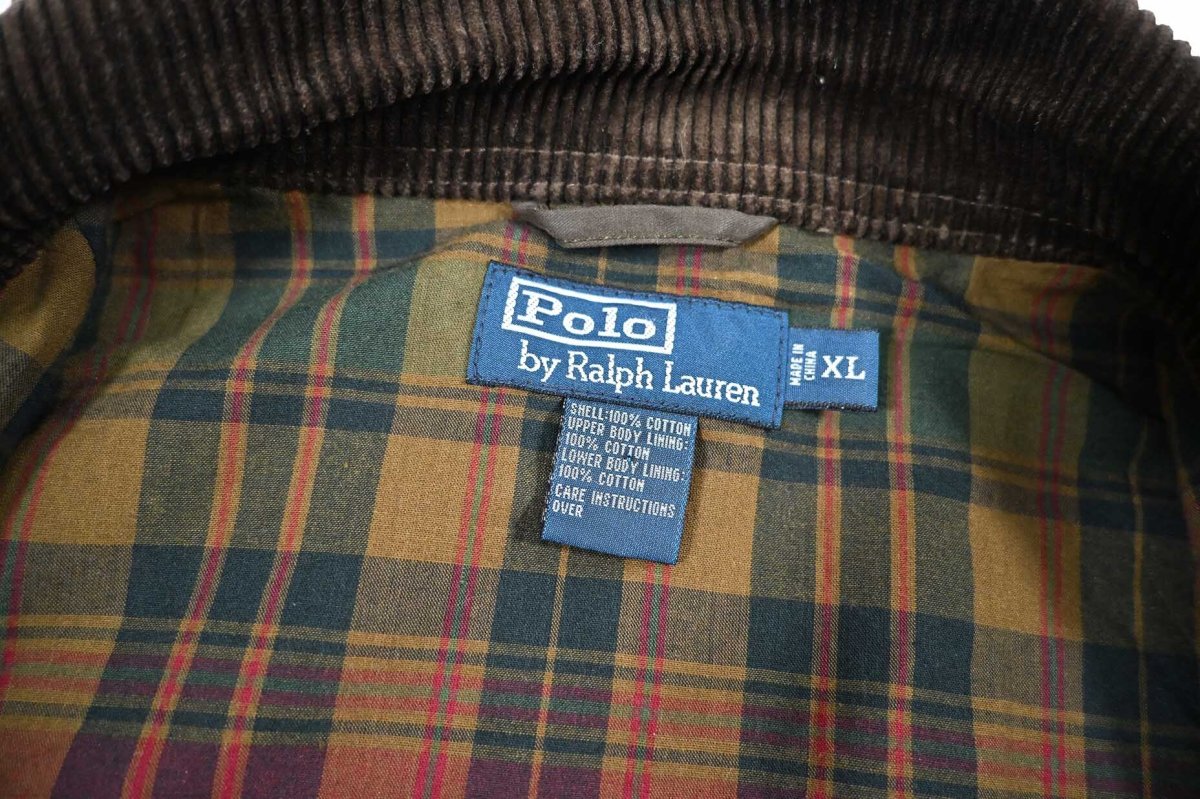 Polo
by Ralph Lauren
MADE IN
CHINA
XL
SHELL:100% COTTON
UPPER BODY LINING:
100% COTTON
LOWER BODY LINING:
100% COTTON
CARE INSTRUCTIONS
OVER